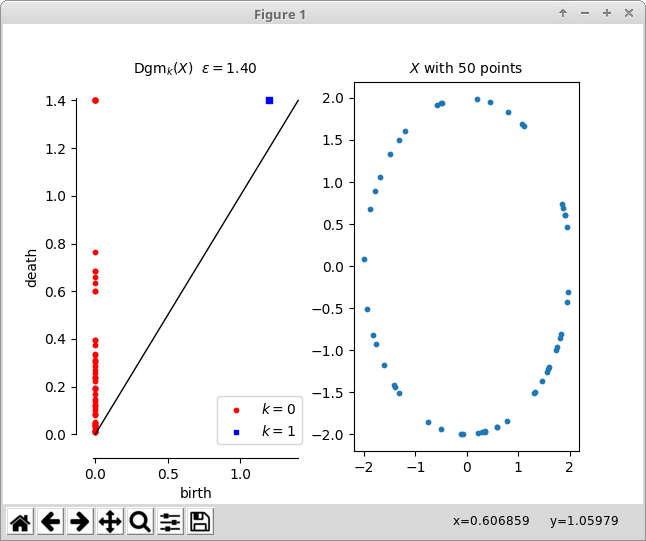 Figure 1
Dgm_k(X) ε = 1.40
1.4
1.2
1.0
0.8
0.6
0.4
0.2
0.0
death
0.0 0.5 1.0
birth
k = 0
k = 1
X with 50 points
2.0
1.5
1.0
0.5
0.0
−0.5
−1.0
−1.5
−2.0
−2 −1 0 1 2
x=0.606859 y=1.05979